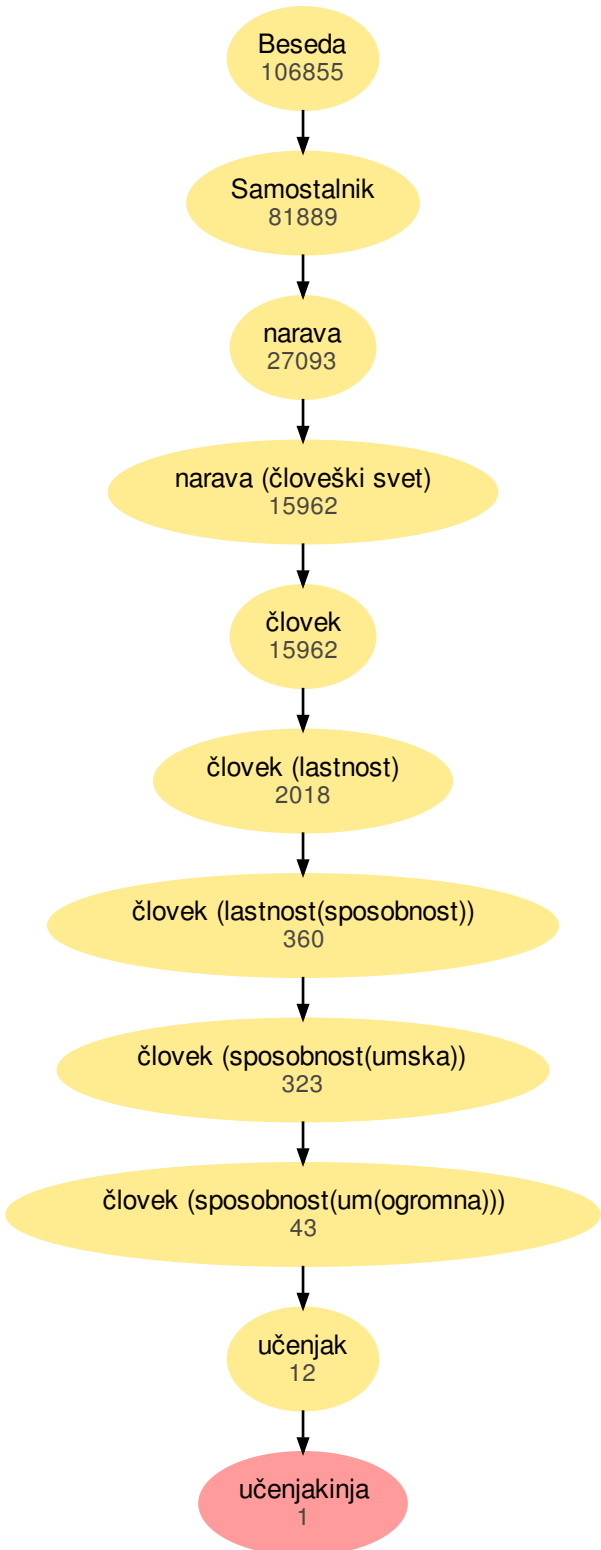 Beseda
106855
Samostalnik
81889
narava
27093
narava (človeški svet)
15962
človek
15962
človek (lastnost)
2018
človek (lastnost(sposobnost))
360
človek (sposobnost(umska))
323
človek (sposobnost(um(ogromna)))
43
učenjak
12
učenjakinja
1